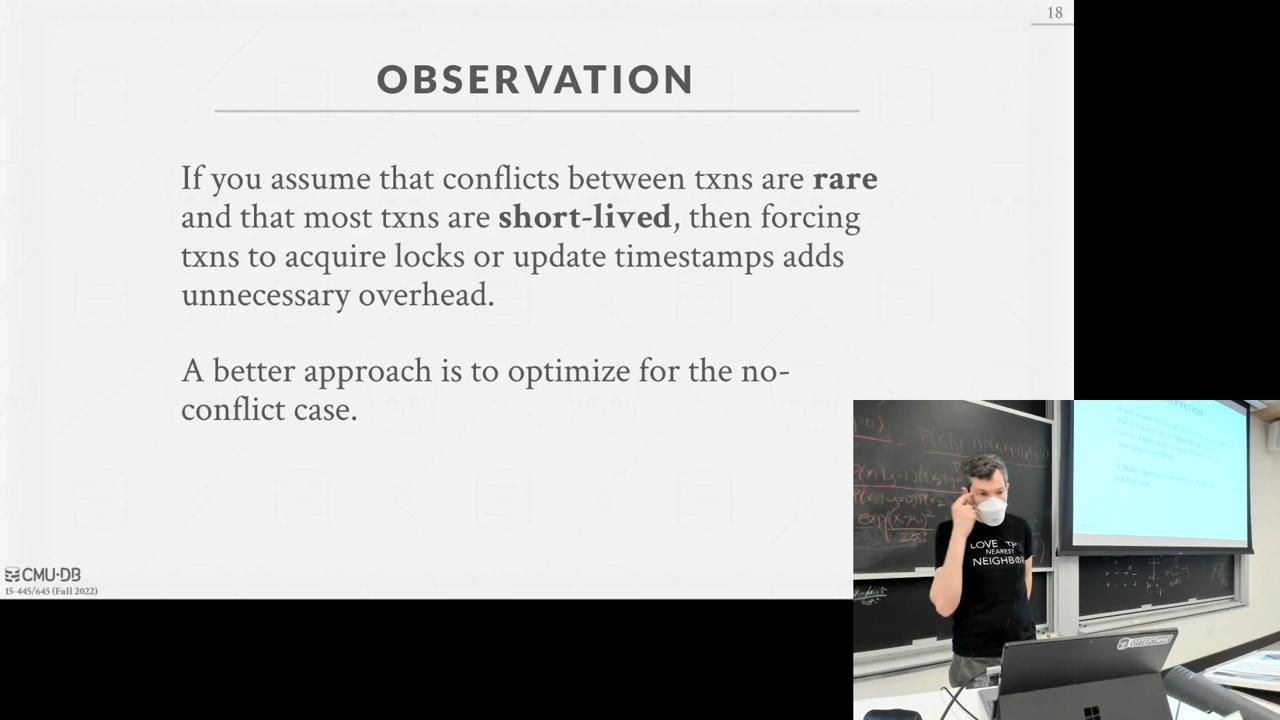 18
OBSERVATION
If you assume that conflicts between txns are rare
and that most txns are short-lived, then forcing
txns to acquire locks or update timestamps adds
unnecessary overhead.
A better approach is to optimize for the no-
conflict case.
CMU·DB
15-445/645 (Fall 2022)
LOVE TH
NEAREST
NEIGHBOR
OTTERTUNE